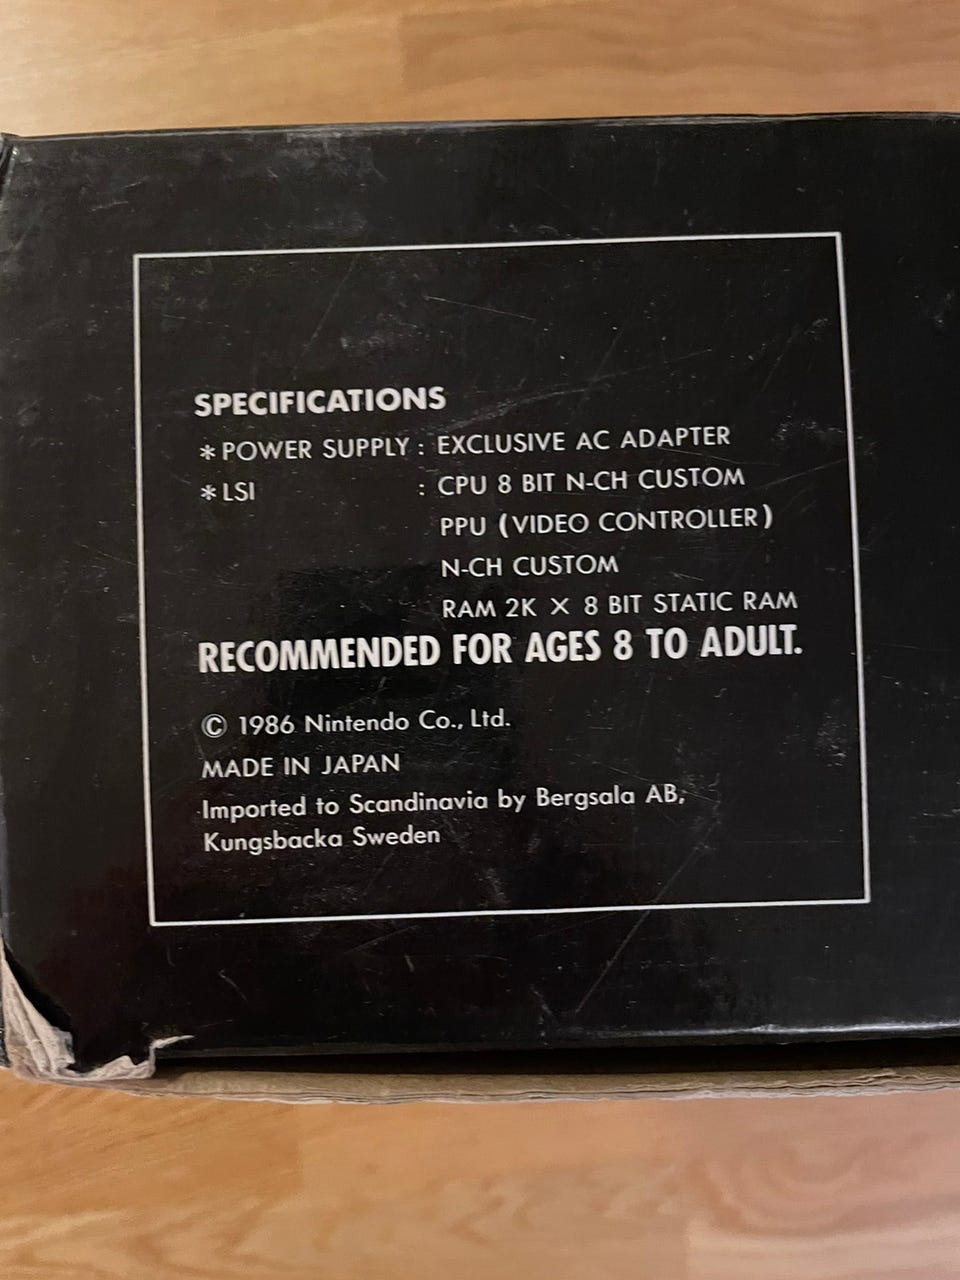 SPECIFICATIONS
* POWER SUPPLY : EXCLUSIVE AC ADAPTER
* LSI : CPU 8 BIT N-CH CUSTOM
PPU (VIDEO CONTROLLER)
N-CH CUSTOM
RAM 2K × 8 BIT STATIC RAM
RECOMMENDED FOR AGES 8 TO ADULT.
© 1986 Nintendo Co., Ltd.
MADE IN JAPAN
Imported to Scandinavia by Bergsala AB,
Kungsbacka Sweden